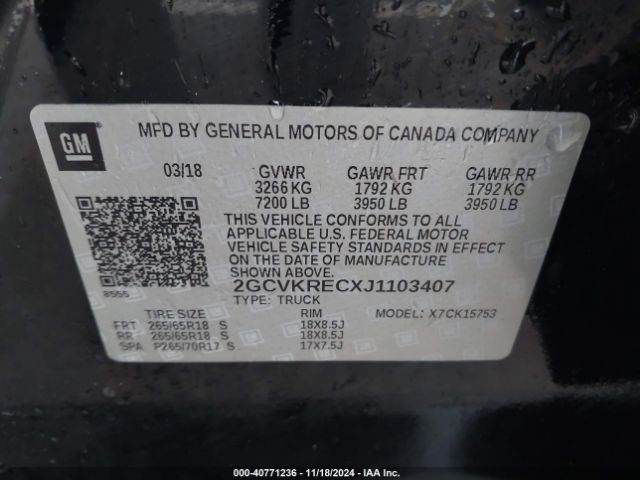 GM
MFD BY GENERAL MOTORS OF CANADA COMPANY
03/18 GVWR GAWR FRT GAWR RR
3266 KG 1792 KG 1792 KG
7200 LB 3950 LB 3950 LB
THIS VEHICLE CONFORMS TO ALL
APPLICABLE U.S. FEDERAL MOTOR
VEHICLE SAFETY STANDARDS IN EFFECT
ON THE DATE OF MANUFACTURE
SHOWN ABOVE.
8555 2GCVKRECXJ1103407
TYPE: TRUCK
TIRE SIZE RIM MODEL: X7CK15753
FRT 265/65R18 S 18X8.5J
RR 265/65R18 S 18X8.5J
SPA P265/70R17 S 17X7.5J
Stock No: 40771236 - 11/18/2024 - IAA Inc.